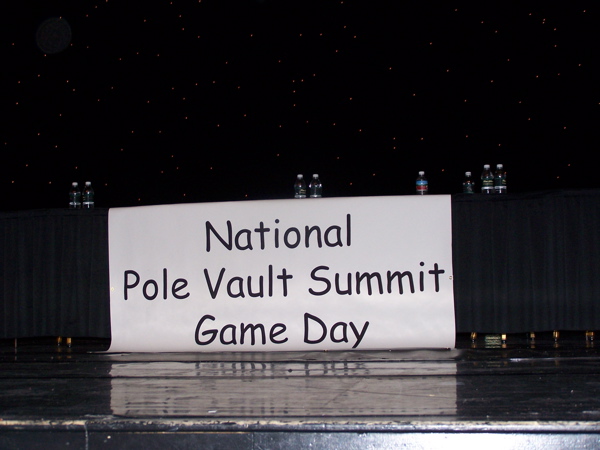 National
Pole Vault Summit
Game Day